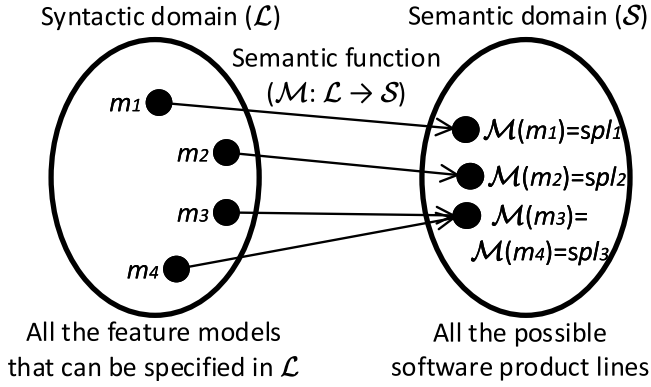 Syntactic domain (ℒ)
Semantic domain (𝒮)
Semantic function
(ℳ: ℒ → 𝒮)
m1
m2
m3
m4
ℳ(m1)=spl1
ℳ(m2)=spl2
ℳ(m3)=
ℳ(m4)=spl3
All the feature models
that can be specified in ℒ
All the possible
software product lines